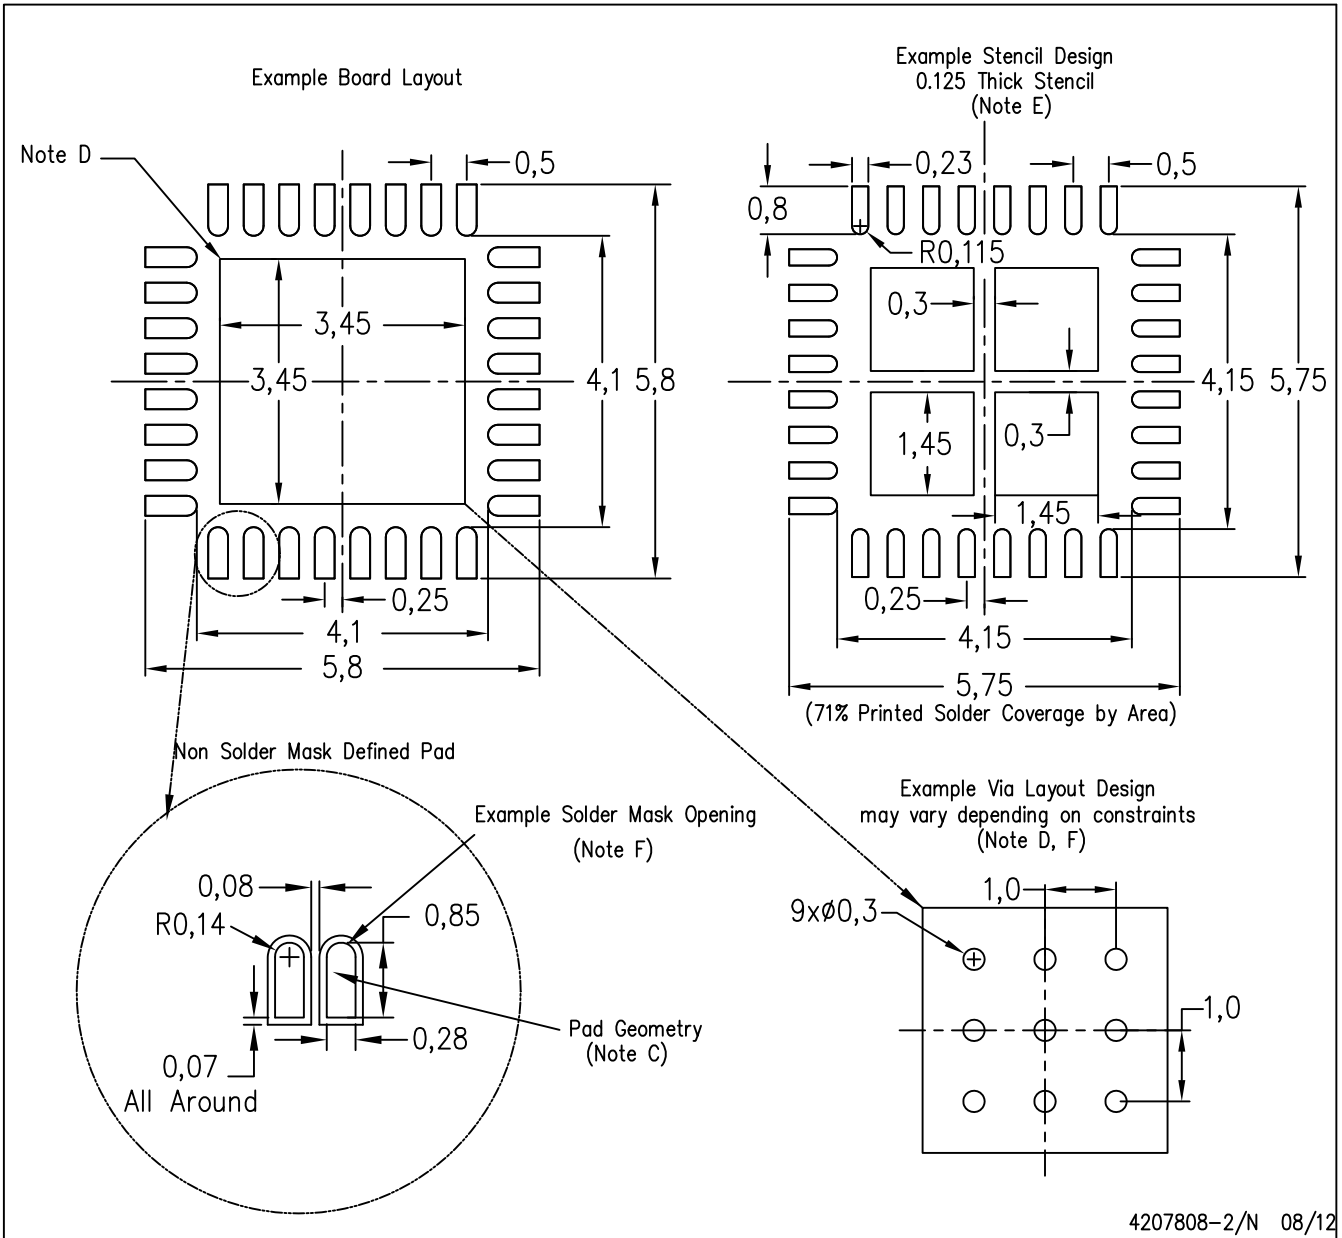 Example Board Layout
Note D
0,5
3,45
3,45
4,1
5,8
0,25
4,1
5,8
Example Stencil Design
0.125 Thick Stencil
(Note E)
0,23
0,5
0,8
R0,115
0,3
4,15
5,75
1,45
0,3
1,45
0,25
4,15
5,75
(71% Printed Solder Coverage by Area)
Non Solder Mask Defined Pad
Example Solder Mask Opening
(Note F)
0,08
R0,14
0,85
Pad Geometry
(Note C)
0,28
0,07
All Around
Example Via Layout Design
may vary depending on constraints
(Note D, F)
1,0
9xø0,3
1,0
4207808-2/N 08/12